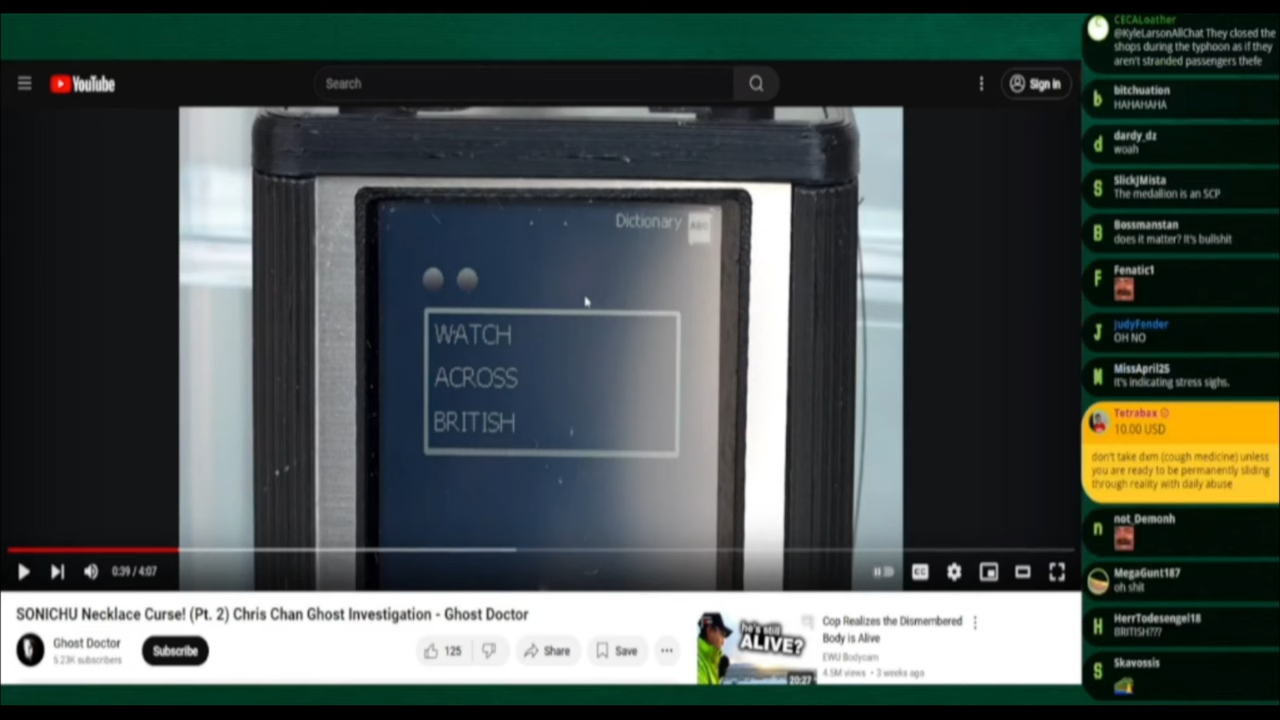 YouTube
Search
Sign in
Dictionary
ABC
WATCH
ACROSS
BRITISH
0:39 / 4:07
CC
SONICHU Necklace Curse! (Pt. 2) Chris Chan Ghost Investigation - Ghost Doctor
Ghost Doctor
5.23K subscribers
Subscribe
125
Share
Save
he's still
ALIVE?
20:27
Cop Realizes the Dismembered
Body is Alive
EWU Bodycam
4.5M views • 3 weeks ago
CECALoather
@KyleLarsonAllChat They closed the
shops during the typhoon as if they
aren't stranded passengers thefe
b
bitchuation
HAHAHAHA
d
dardy_dz
woah
S
SlickJMista
The medallion is an SCP
B
Bossmanstan
does it matter? It's bullshit
F
Fenatic1
J
JudyFender
OH NO
M
MissApril25
It's indicating stress sighs.
Tetrabax
10.00 USD
don't take dxm (cough medicine) unless
you are ready to be permanently sliding
through reality with daily abuse
n
not_Demonh
MegaGunt187
oh shit
H
HerrTodesengel18
BRITISH???
S
Skavossis